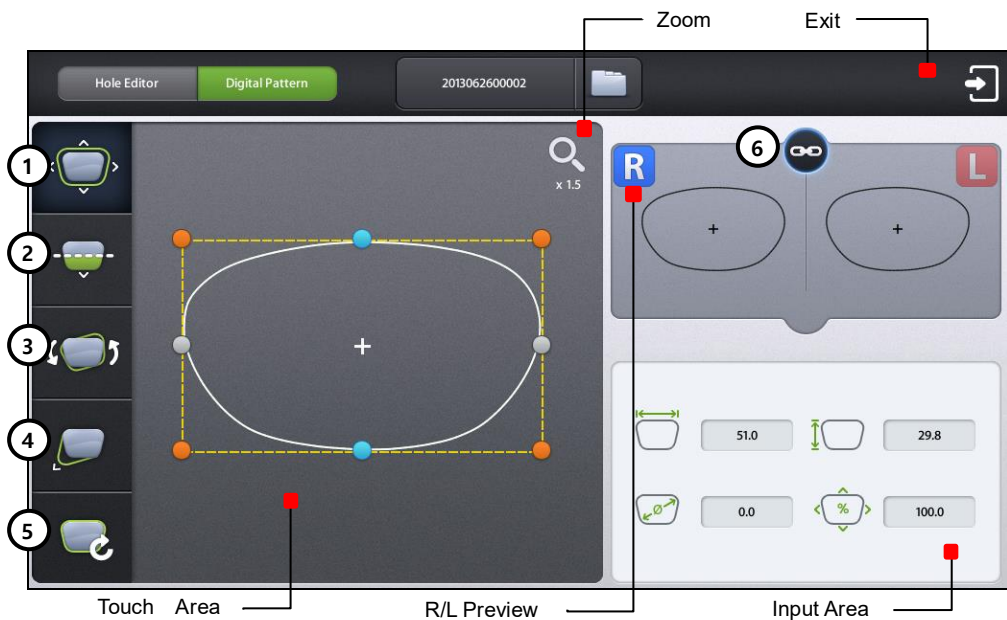 Zoom Exit
Hole Editor Digital Pattern 2013062600002
1
x 1.5
6
R L
2
3
4
51.0 29.8
5
ø % 
0.0 100.0
Touch Area R/L Preview Input Area